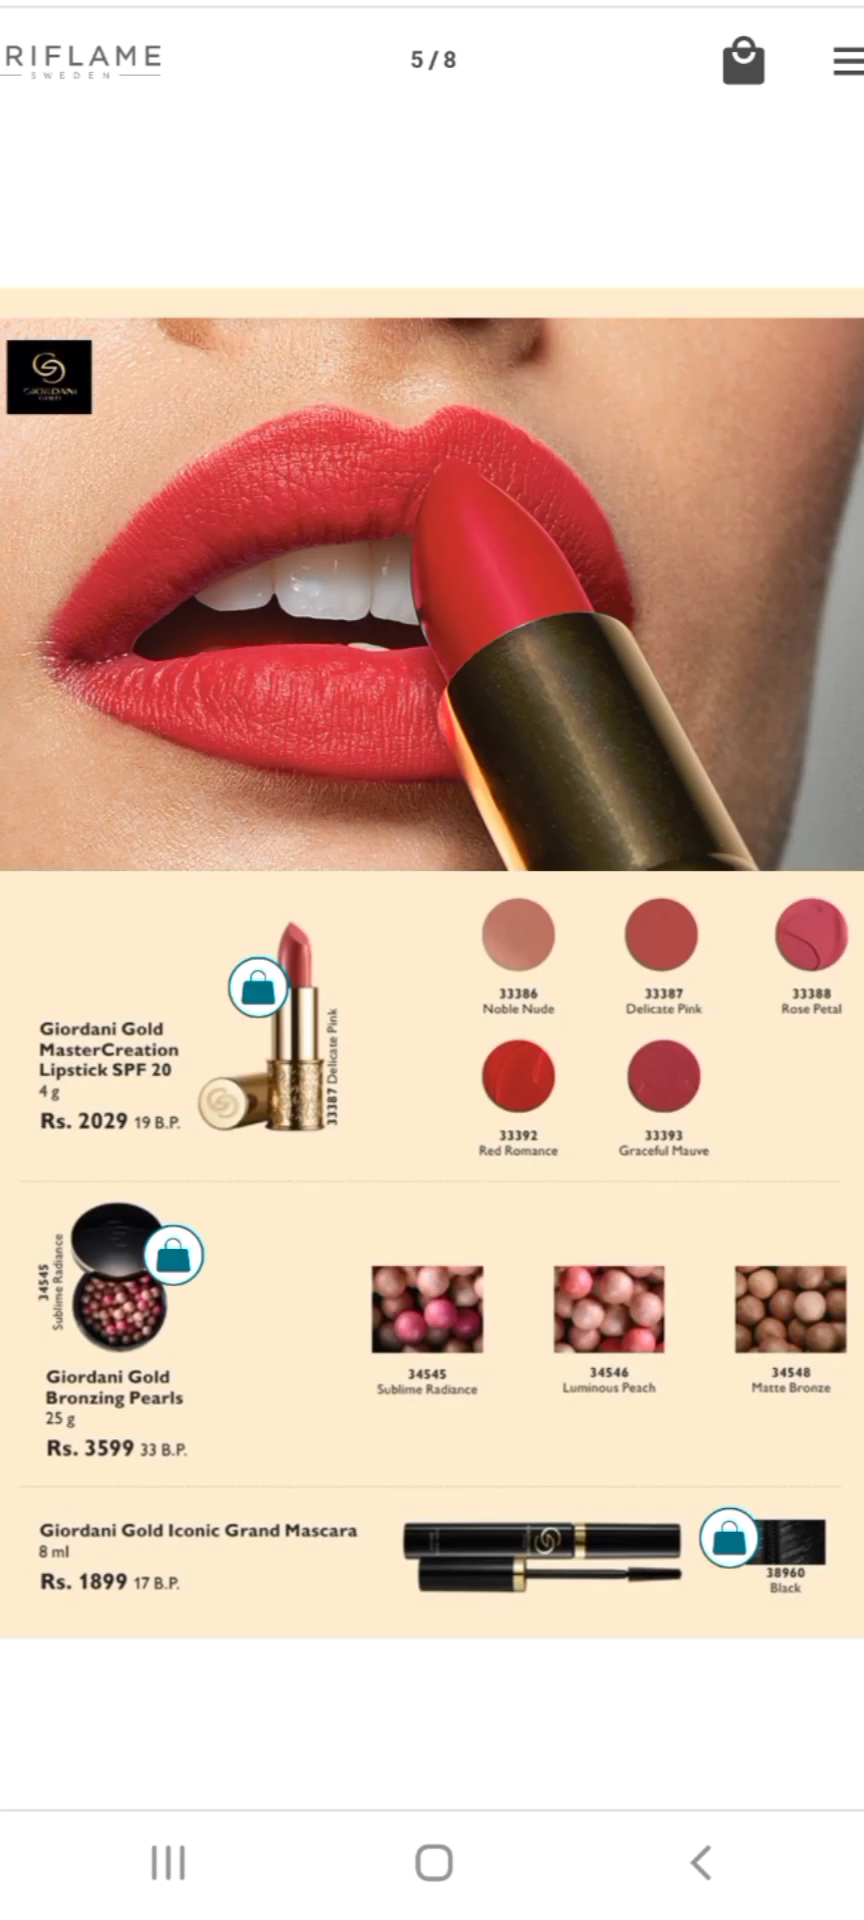 RIFLAME
SWEDEN
5/8
GIORDANI
GOLD
Giordani Gold
MasterCreation
Lipstick SPF 20
4 g
Rs. 2029 19 B.P.
33387 Delicate Pink
33386
Noble Nude
33387
Delicate Pink
33388
Rose Petal
33392
Red Romance
33393
Graceful Mauve
34545
Sublime Radiance
Giordani Gold
Bronzing Pearls
25 g
Rs. 3599 33 B.P.
34545
Sublime Radiance
34546
Luminous Peach
34548
Matte Bronze
Giordani Gold Iconic Grand Mascara
8 ml
Rs. 1899 17 B.P.
38960
Black